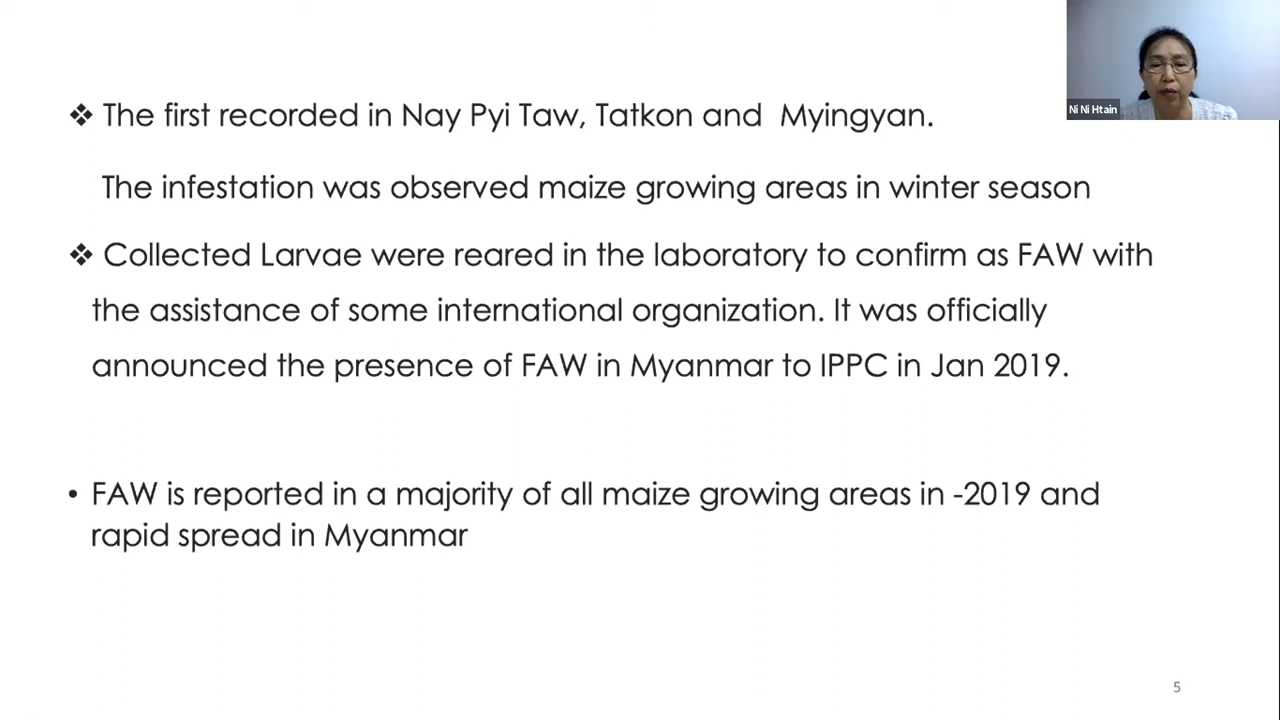 ❖ The first recorded in Nay Pyi Taw, Tatkon and Myingyan.
The infestation was observed maize growing areas in winter season
❖ Collected Larvae were reared in the laboratory to confirm as FAW with
the assistance of some international organization. It was officially
announced the presence of FAW in Myanmar to IPPC in Jan 2019.
• FAW is reported in a majority of all maize growing areas in -2019 and
rapid spread in Myanmar
Ni Ni Htain
5